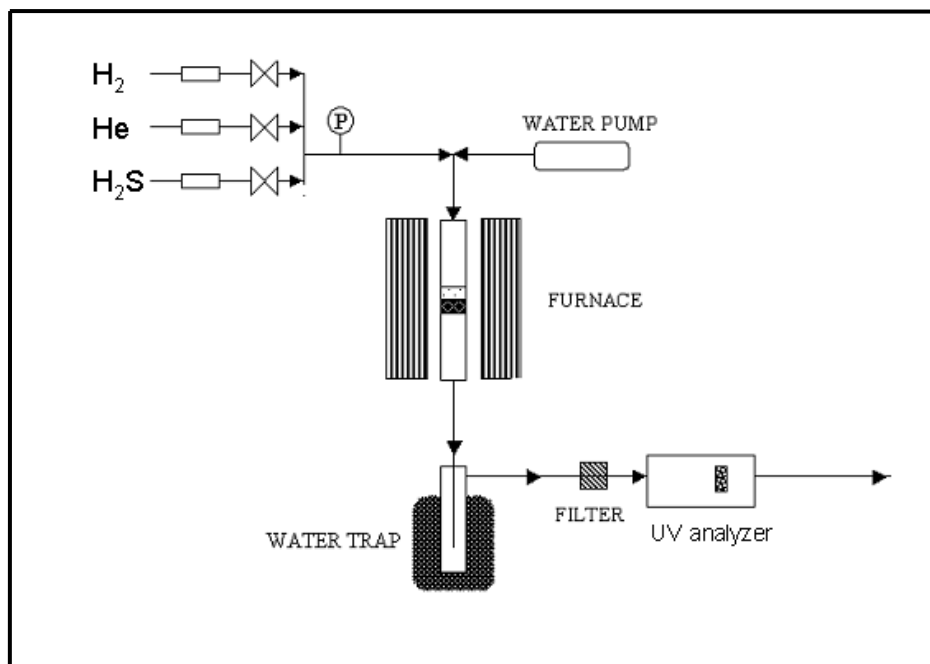 H₂
He
H₂S
P
WATER PUMP
FURNACE
WATER TRAP
FILTER
UV analyzer